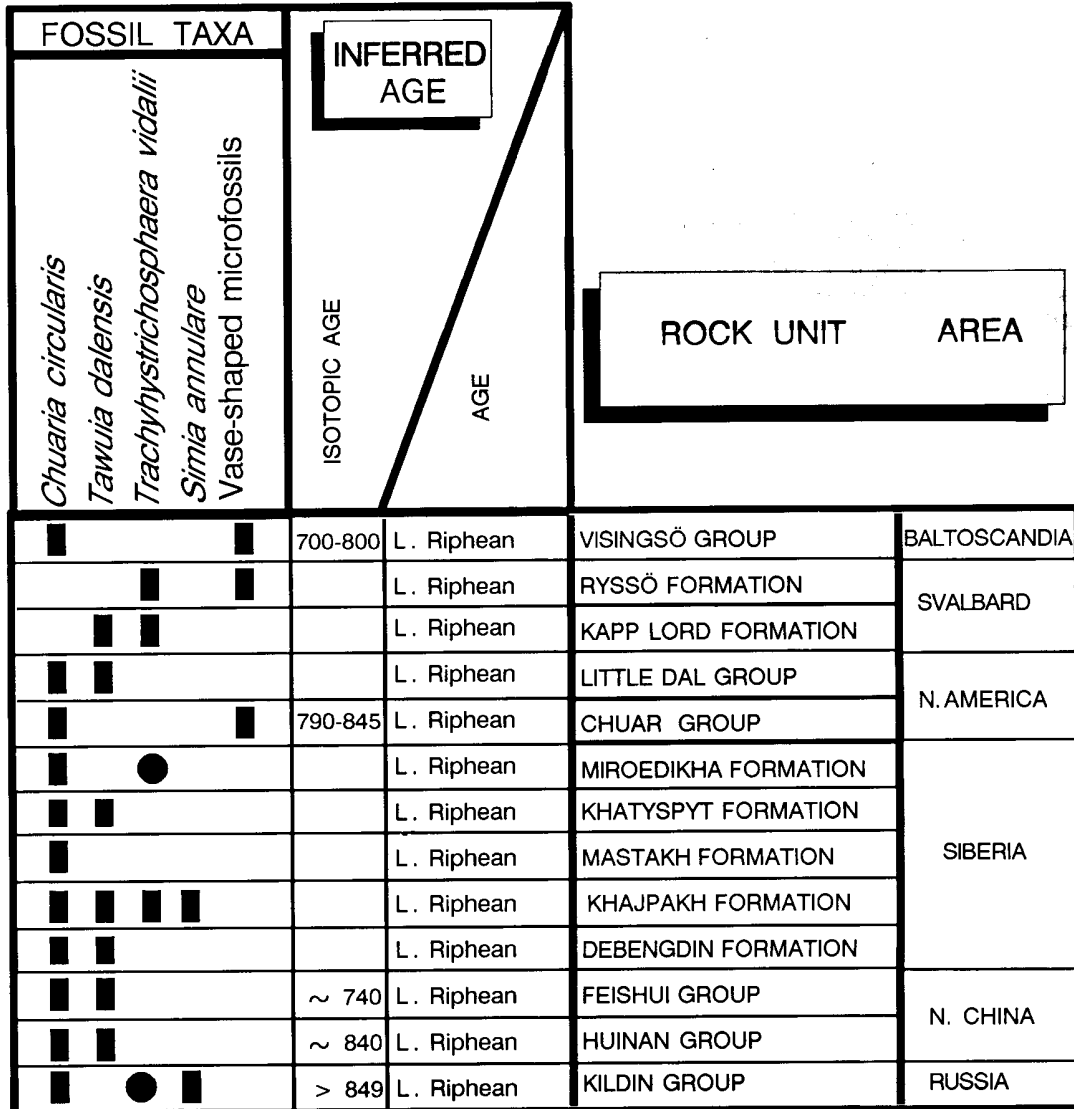 FOSSIL TAXA
Chuaria circularis
Tawuia dalensis
Trachyhystrichosphaera vidalii
Simia annulare
Vase-shaped microfossils
INFERRED
AGE
ISOTOPIC AGE
AGE
ROCK UNIT AREA
700-800 L. Riphean VISINGSÖ GROUP BALTOSCANDIA
L. Riphean RYSSÖ FORMATION
SVALBARD
L. Riphean KAPP LORD FORMATION
L. Riphean LITTLE DAL GROUP
N. AMERICA
790-845 L. Riphean CHUAR GROUP
L. Riphean MIROEDIKHA FORMATION
L. Riphean KHATYSPYT FORMATION
L. Riphean MASTAKH FORMATION SIBERIA
L. Riphean KHAJPAKH FORMATION
L. Riphean DEBENGDIN FORMATION
~ 740 L. Riphean FEISHUI GROUP
N. CHINA
~ 840 L. Riphean HUINAN GROUP
> 849 L. Riphean KILDIN GROUP RUSSIA